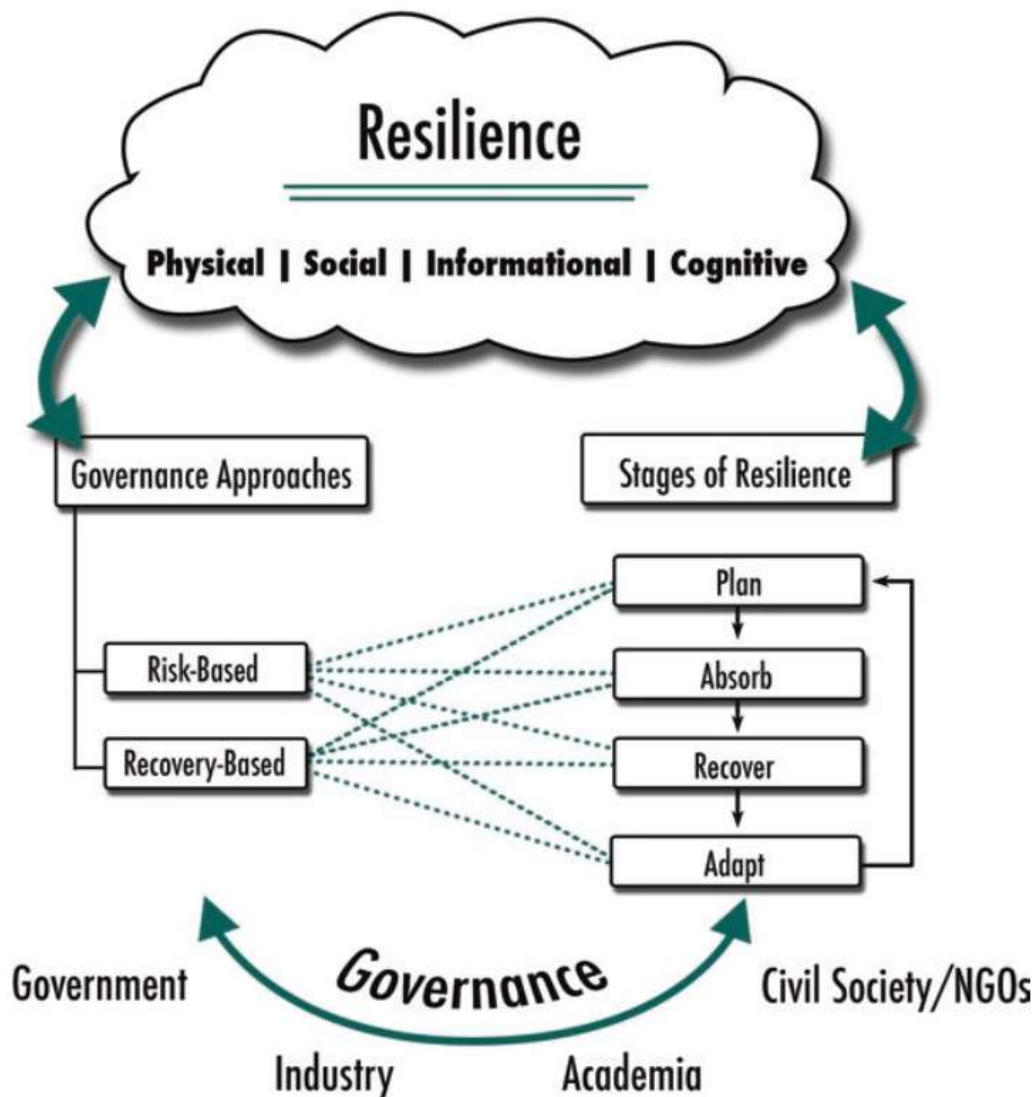 Resilience
Physical | Social | Informational | Cognitive
Governance Approaches
Stages of Resilience
Plan
Risk-Based
Absorb
Recovery-Based
Recover
Adapt
Governance
Government
Civil Society/NGOs
Industry
Academia